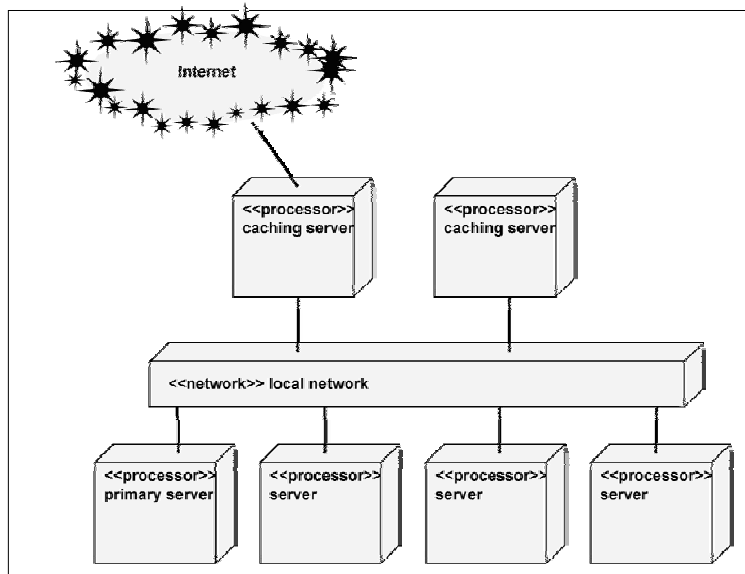 Internet
<<processor>>
caching server
<<processor>>
caching server
<<network>> local network
<<processor>>
primary server
<<processor>>
server
<<processor>>
server
<<processor>>
server